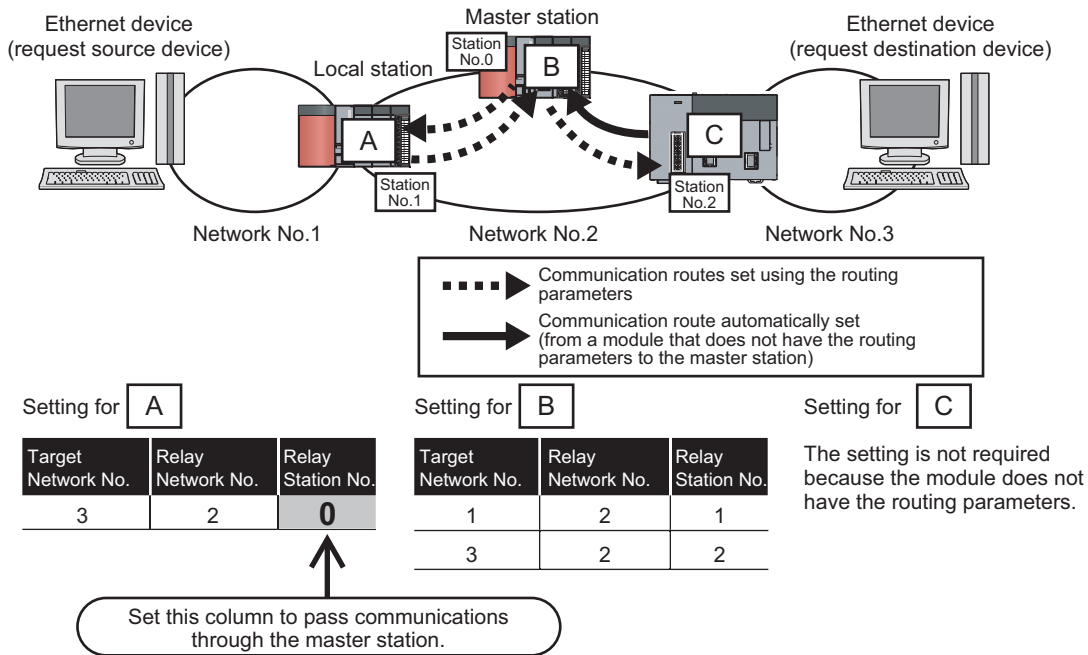 Ethernet device
(request source device)
Master station
Ethernet device
(request destination device)
Station
No.0
B
Local station
A
C
Station
No.1
Station
No.2
Network No.1
Network No.2
Network No.3
Communication routes set using the routing
parameters
Communication route automatically set
(from a module that does not have the routing
parameters to the master station)
Setting for A
Target
Network No.
Relay
Network No.
Relay
Station No.
3 2 0
Set this column to pass communications
through the master station.
Setting for B
Target
Network No.
Relay
Network No.
Relay
Station No.
1 2 1
3 2 2
Setting for C
The setting is not required
because the module does not
have the routing parameters.